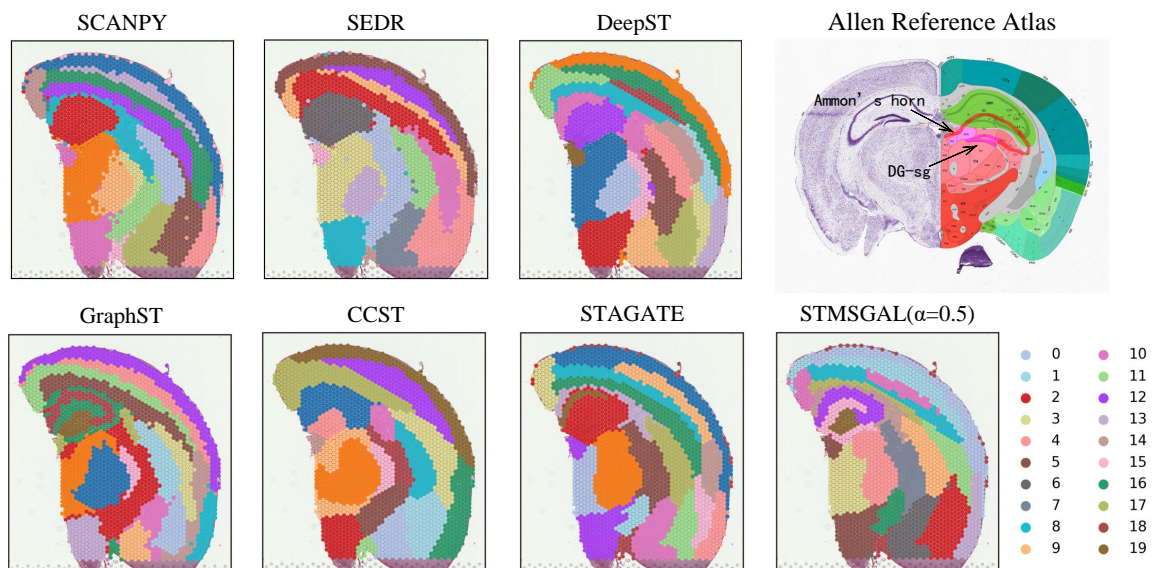 SCANPY
SEDR
DeepST
Allen Reference Atlas
Ammon's horn
DG-sg
GraphST
CCST
STAGATE
STMSGAL(α=0.5)
0 10
1 11
2 12
3 13
4 14
5 15
6 16
7 17
8 18
9 19